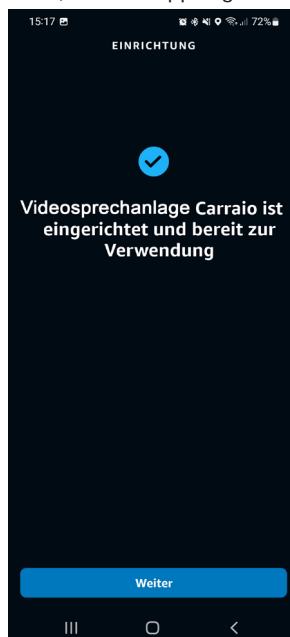 15:17 72%
EINRICHTUNG
Videosprechanlage Carraio ist
eingerichtet und bereit zur
Verwendung
Weiter